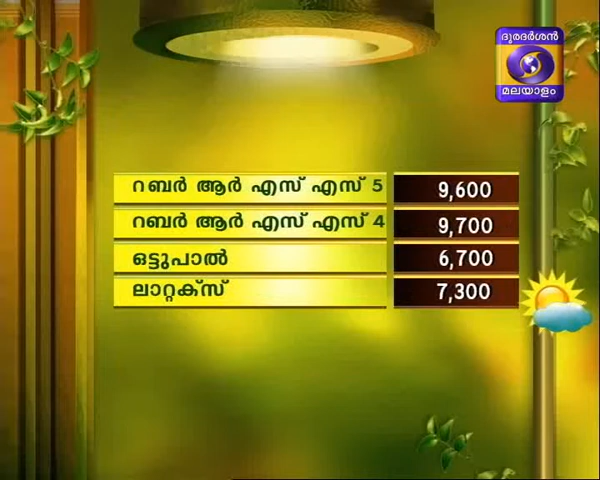 ദൂരദർശൻ
മലയാളം
റബർ ആർ എസ് എസ് 5 9,600
റബർ ആർ എസ് എസ് 4 9,700
ഒട്ടുപാൽ 6,700
ലാറ്റക്സ് 7,300